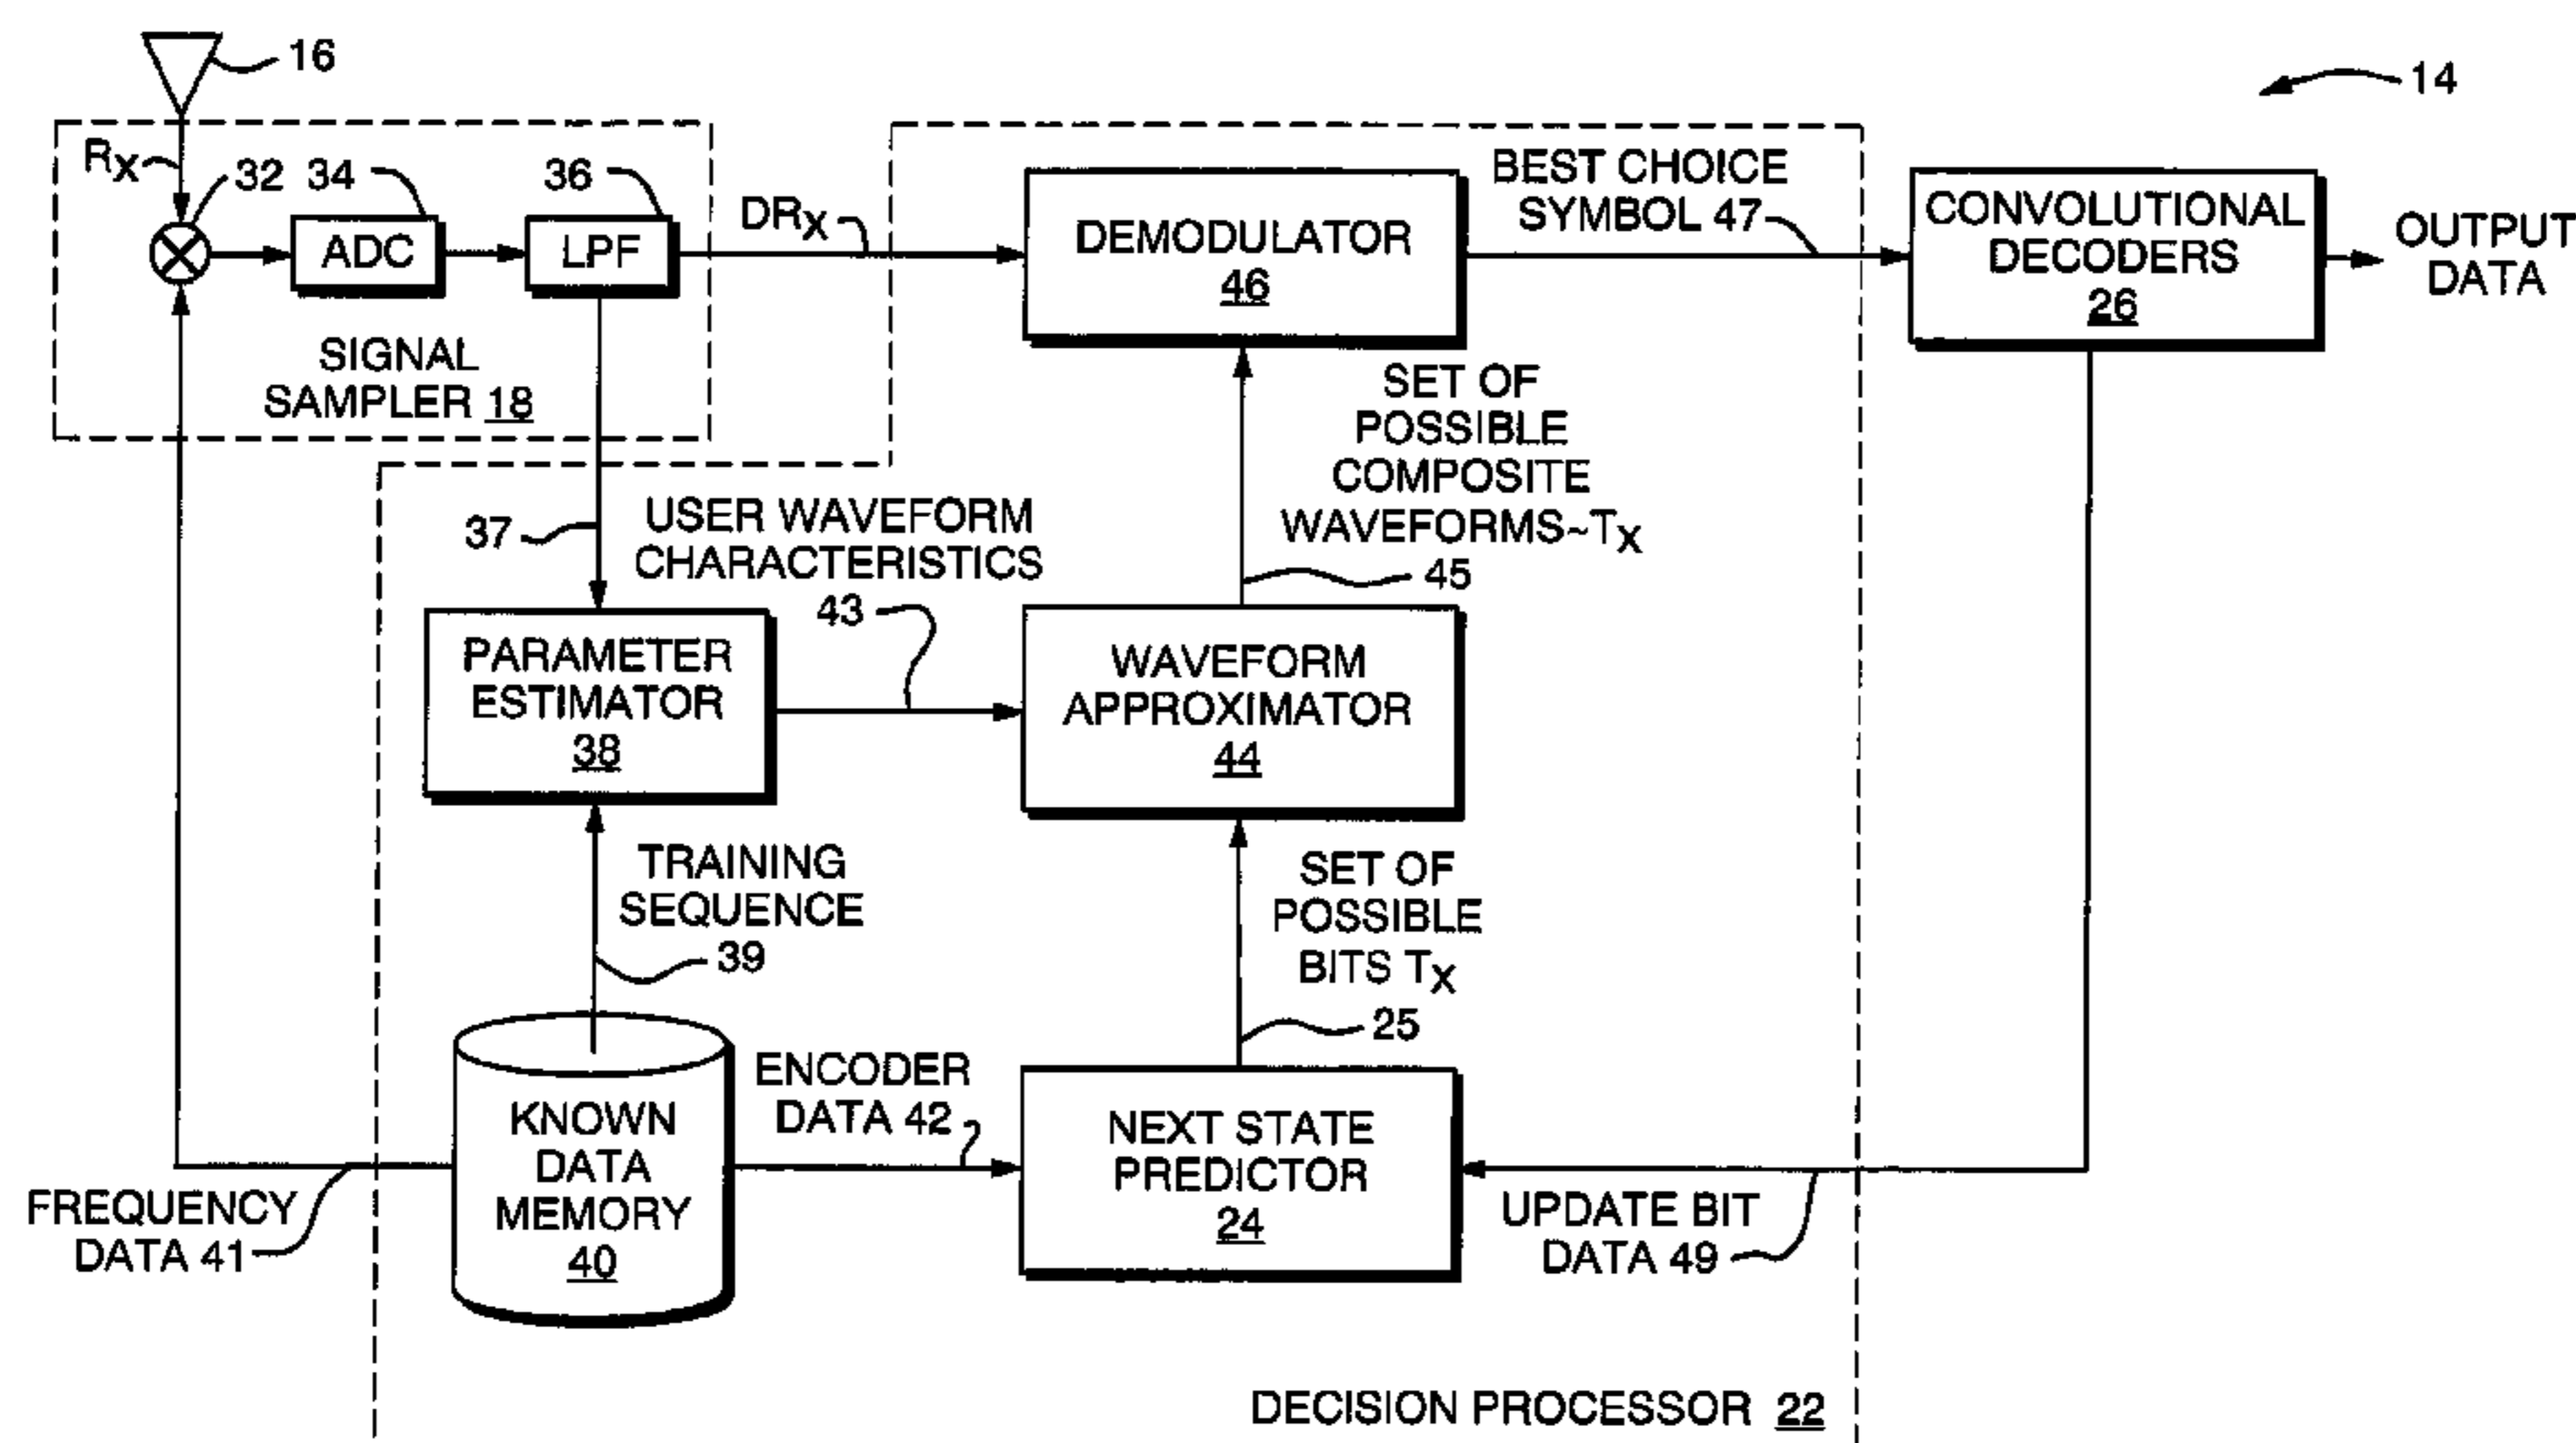 16
14
RX
32
34
36
ADC
LPF
DRX
SIGNAL
SAMPLER 18
DEMODULATOR
46
BEST CHOICE
SYMBOL 47
CONVOLUTIONAL
DECODERS
26
OUTPUT
DATA
37
USER WAVEFORM
CHARACTERISTICS
43
SET OF
POSSIBLE
COMPOSITE
WAVEFORMS~TX
45
PARAMETER
ESTIMATOR
38
WAVEFORM
APPROXIMATOR
44
TRAINING
SEQUENCE
39
SET OF
POSSIBLE
BITS TX
25
KNOWN
DATA
MEMORY
40
ENCODER
DATA 42
NEXT STATE
PREDICTOR
24
FREQUENCY
DATA 41
UPDATE BIT
DATA 49
DECISION PROCESSOR 22